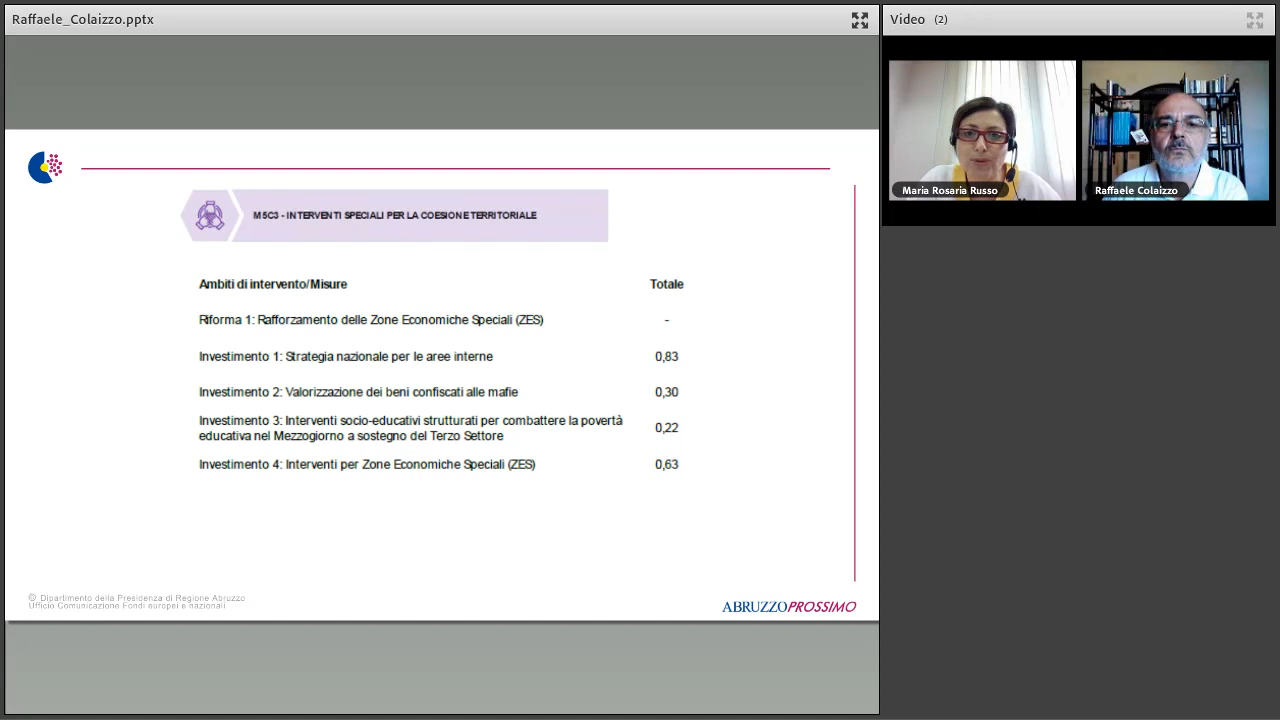 Raffaele_Colaizzo.pptx
Video (2)
Maria Rosaria Russo
Raffaele Colaizzo
M5C3 - INTERVENTI SPECIALI PER LA COESIONE TERRITORIALE
Ambiti di intervento/Misure Totale
Riforma 1: Rafforzamento delle Zone Economiche Speciali (ZES) -
Investimento 1: Strategia nazionale per le aree interne 0,83
Investimento 2: Valorizzazione dei beni confiscati alle mafie 0,30
Investimento 3: Interventi socio-educativi strutturati per combattere la povertà
educativa nel Mezzogiorno a sostegno del Terzo Settore 0,22
Investimento 4: Interventi per Zone Economiche Speciali (ZES) 0,63
© Dipartimento della Presidenza di Regione Abruzzo
Ufficio Comunicazione Fondi europei e nazionali
ABRUZZOPROSSIMO